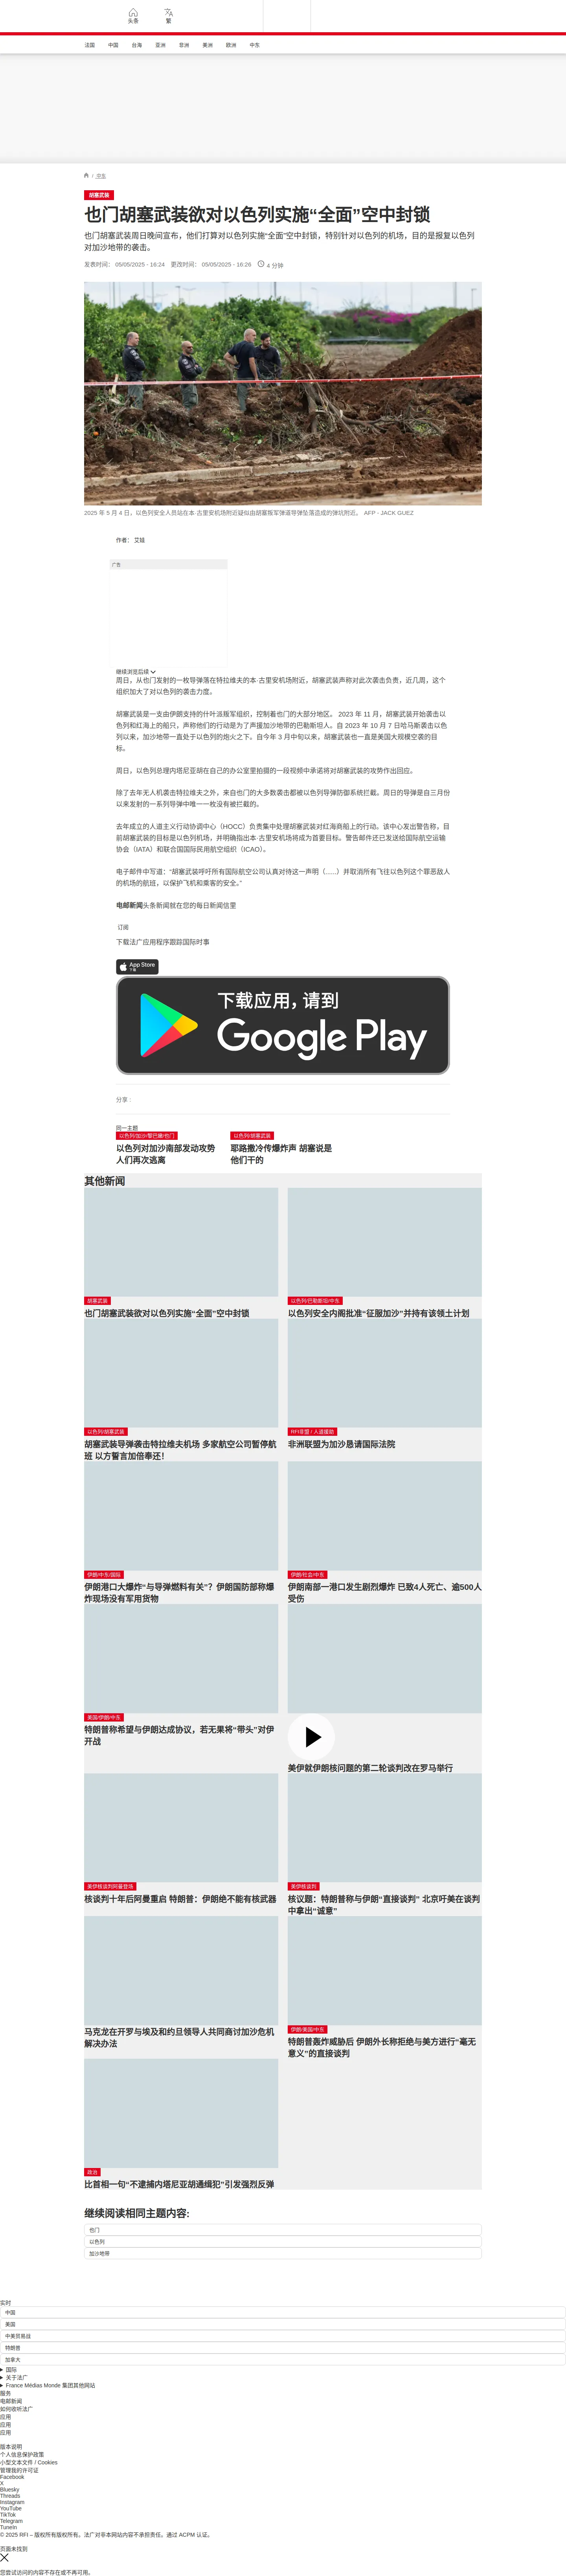 头条
繁
法国
中国
台海
亚洲
非洲
美洲
欧洲
中东
/ 中东
胡塞武装
也门胡塞武装欲对以色列实施“全面”空中封锁
也门胡塞武装周日晚间宣布，他们打算对以色列实施“全面”空中封锁，特别针对以色列的机场，目的是报复以色列
对加沙地带的袭击。
发表时间： 05/05/2025 - 16:24 更改时间： 05/05/2025 - 16:26 4 分钟
2025 年 5 月 4 日，以色列安全人员站在本·古里安机场附近疑似由胡塞叛军弹道导弹坠落造成的弹坑附近。 AFP - JACK GUEZ
作者： 艾娃
广告
继续浏览后续
周日，从也门发射的一枚导弹落在特拉维夫的本·古里安机场附近，胡塞武装声称对此次袭击负责，近几周，这个
组织加大了对以色列的袭击力度。
胡塞武装是一支由伊朗支持的什叶派叛军组织，控制着也门的大部分地区。 2023 年 11 月，胡塞武装开始袭击以
色列和红海上的船只，声称他们的行动是为了声援加沙地带的巴勒斯坦人。自 2023 年 10 月 7 日哈马斯袭击以色
列以来，加沙地带一直处于以色列的炮火之下。自今年 3 月中旬以来，胡塞武装也一直是美国大规模空袭的目
标。
周日，以色列总理内塔尼亚胡在自己的办公室里拍摄的一段视频中承诺将对胡塞武装的攻势作出回应。
除了去年无人机袭击特拉维夫之外，来自也门的大多数袭击都被以色列导弹防御系统拦截。周日的导弹是自三月份
以来发射的一系列导弹中唯一一枚没有被拦截的。
去年成立的人道主义行动协调中心（HOCC）负责集中处理胡塞武装对红海商船上的行动。该中心发出警告称，目
前胡塞武装的目标是以色列机场，并明确指出本·古里安机场将成为首要目标。警告邮件还已发送给国际航空运输
协会（IATA）和联合国国际民用航空组织（ICAO）。
电子邮件中写道：“胡塞武装呼吁所有国际航空公司认真对待这一声明（......）并取消所有飞往以色列这个罪恶敌人
的机场的航班，以保护飞机和乘客的安全。”
电邮新闻头条新闻就在您的每日新闻信里
订阅
下载法广应用程序跟踪国际时事
App Store
下载
下载应用，请到
Google Play
分享 :
同一主题
以色列/加沙/黎巴嫩/也门
以色列对加沙南部发动攻势
人们再次逃离
以色列/胡塞武装
耶路撒冷传爆炸声 胡塞说是
他们干的
其他新闻
胡塞武装
也门胡塞武装欲对以色列实施“全面”空中封锁
以色列/巴勒斯坦/中东
以色列安全内阁批准“征服加沙”并持有该领土计划
以色列/胡塞武装
胡塞武装导弹袭击特拉维夫机场 多家航空公司暂停航
班 以方誓言加倍奉还！
RFI非盟 / 人道援助
非洲联盟为加沙恳请国际法院
伊朗/中东/国际
伊朗港口大爆炸“与导弹燃料有关”？伊朗国防部称爆
炸现场没有军用货物
伊朗/社会/中东
伊朗南部一港口发生剧烈爆炸 已致4人死亡、逾500人
受伤
美国/伊朗/中东
特朗普称希望与伊朗达成协议，若无果将“带头”对伊
开战
美伊就伊朗核问题的第二轮谈判改在罗马举行
美伊核谈判阿曼登场
核谈判十年后阿曼重启 特朗普：伊朗绝不能有核武器
美伊核谈判
核议题：特朗普称与伊朗“直接谈判” 北京吁美在谈判
中拿出“诚意”
马克龙在开罗与埃及和约旦领导人共同商讨加沙危机
解决办法
伊朗/美国/中东
特朗普轰炸威胁后 伊朗外长称拒绝与美方进行“毫无
意义”的直接谈判
政治
比首相一句“不逮捕内塔尼亚胡通缉犯”引发强烈反弹
继续阅读相同主题内容:
也门
以色列
加沙地带
实时
中国
美国
中美贸易战
特朗普
加拿大
国际
关于法广
France Médias Monde 集团其他网站
服务
电邮新闻
如何收听法广
应用
应用
应用
版本说明
个人信息保护政策
小型文本文件 / Cookies
管理我的许可证
Facebook
X
Bluesky
Threads
Instagram
YouTube
TikTok
Telegram
TuneIn
© 2025 RFI – 版权所有版权所有。法广对非本网站内容不承担责任。通过 ACPM 认证。
页面未找到
您尝试访问的内容不存在或不再可用。